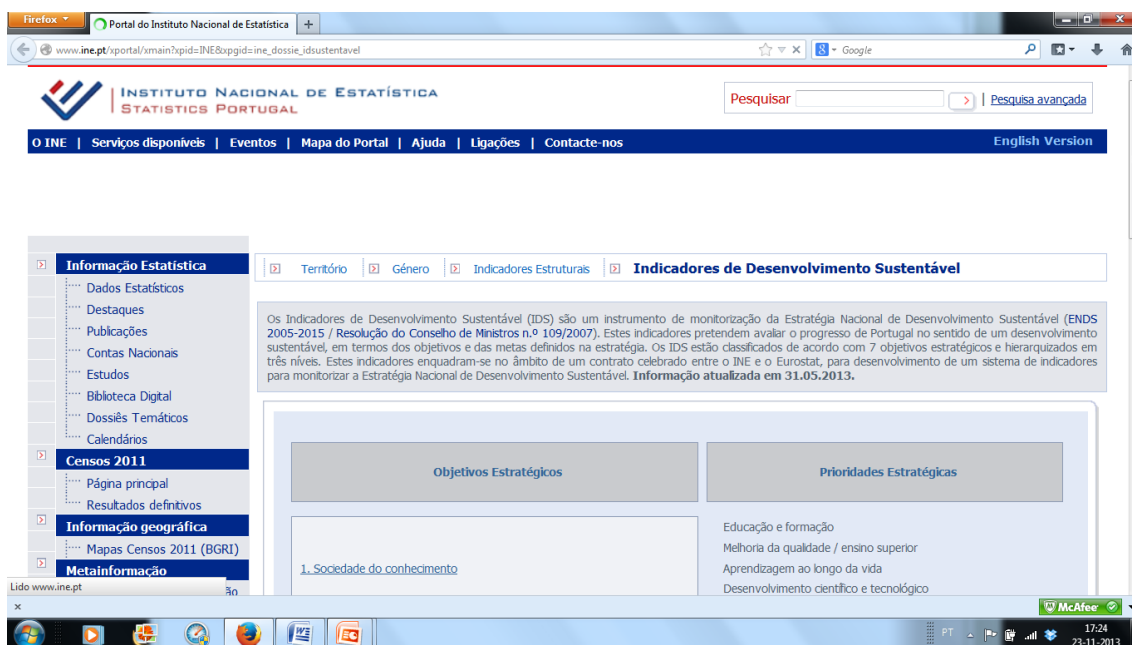 Firefox
Portal do Instituto Nacional de Estatística
www.ine.pt/xportal/xmain?xpid=INE&xpgid=ine_dossie_idsustentavel
Google
INSTITUTO NACIONAL DE ESTATÍSTICA
STATISTICS PORTUGAL
Pesquisar
Pesquisa avançada
O INE | Serviços disponíveis | Eventos | Mapa do Portal | Ajuda | Ligações | Contacte-nos
English Version
Informação Estatística
Dados Estatísticos
Destaques
Publicações
Contas Nacionais
Estudos
Biblioteca Digital
Dossiês Temáticos
Calendários
Censos 2011
Página principal
Resultados definitivos
Informação geográfica
Mapas Censos 2011 (BGRI)
Metainformação
ão
Território
Género
Indicadores Estruturais
Indicadores de Desenvolvimento Sustentável
Os Indicadores de Desenvolvimento Sustentável (IDS) são um instrumento de monitorização da Estratégia Nacional de Desenvolvimento Sustentável (ENDS
2005-2015 / Resolução do Conselho de Ministros n.º 109/2007). Estes indicadores pretendem avaliar o progresso de Portugal no sentido de um desenvolvimento
sustentável, em termos dos objetivos e das metas definidos na estratégia. Os IDS estão classificados de acordo com 7 objetivos estratégicos e hierarquizados em
três níveis. Estes indicadores enquadram-se no âmbito de um contrato celebrado entre o INE e o Eurostat, para desenvolvimento de um sistema de indicadores
para monitorizar a Estratégia Nacional de Desenvolvimento Sustentável. Informação atualizada em 31.05.2013.
Objetivos Estratégicos
Prioridades Estratégicas
1. Sociedade do conhecimento
Educação e formação
Melhoria da qualidade / ensino superior
Aprendizagem ao longo da vida
Desenvolvimento científico e tecnológico
Lido www.ine.pt
McAfee
PT
17:24
23-11-2013